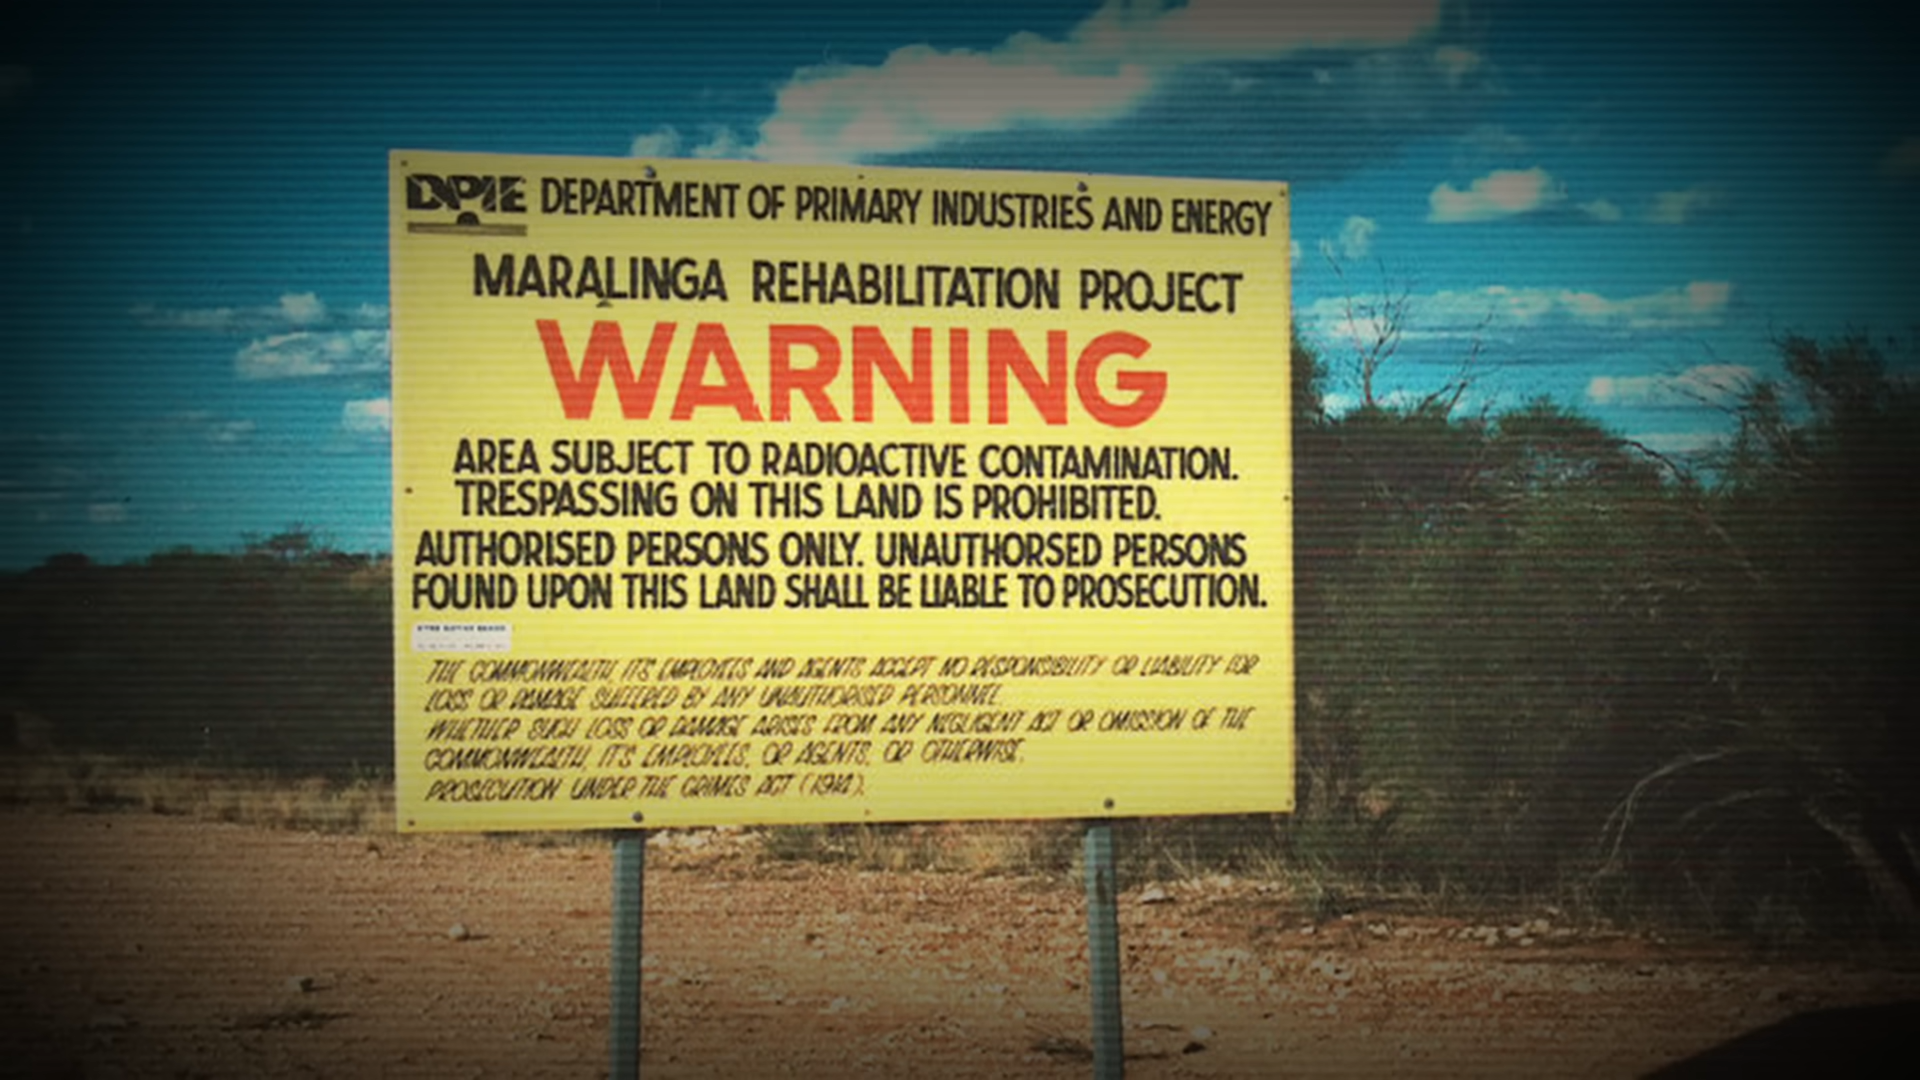 DPIE DEPARTMENT OF PRIMARY INDUSTRIES AND ENERGY
MARALINGA REHABILITATION PROJECT
WARNING
AREA SUBJECT TO RADIOACTIVE CONTAMINATION.
TRESPASSING ON THIS LAND IS PROHIBITED.
AUTHORISED PERSONS ONLY. UNAUTHORSED PERSONS
FOUND UPON THIS LAND SHALL BE LIABLE TO PROSECUTION.
THE COMMONWEALTH, IT'S EMPLOYEES AND AGENTS ACCEPT NO RESPONSIBILITY OR LIABILITY FOR
LOSS OR DAMAGE SUFFERED BY ANY UNAUTHORISED PERSONNEL.
WHETHER SUCH LOSS OR DAMAGE ARISES FROM ANY NEGLIGENT ACT OR OMISSION OF THE
COMMONWEALTH, IT'S EMPLOYEES, OR AGENTS, OR OTHERWISE.
PROSECUTION UNDER THE CRIMES ACT (1914).